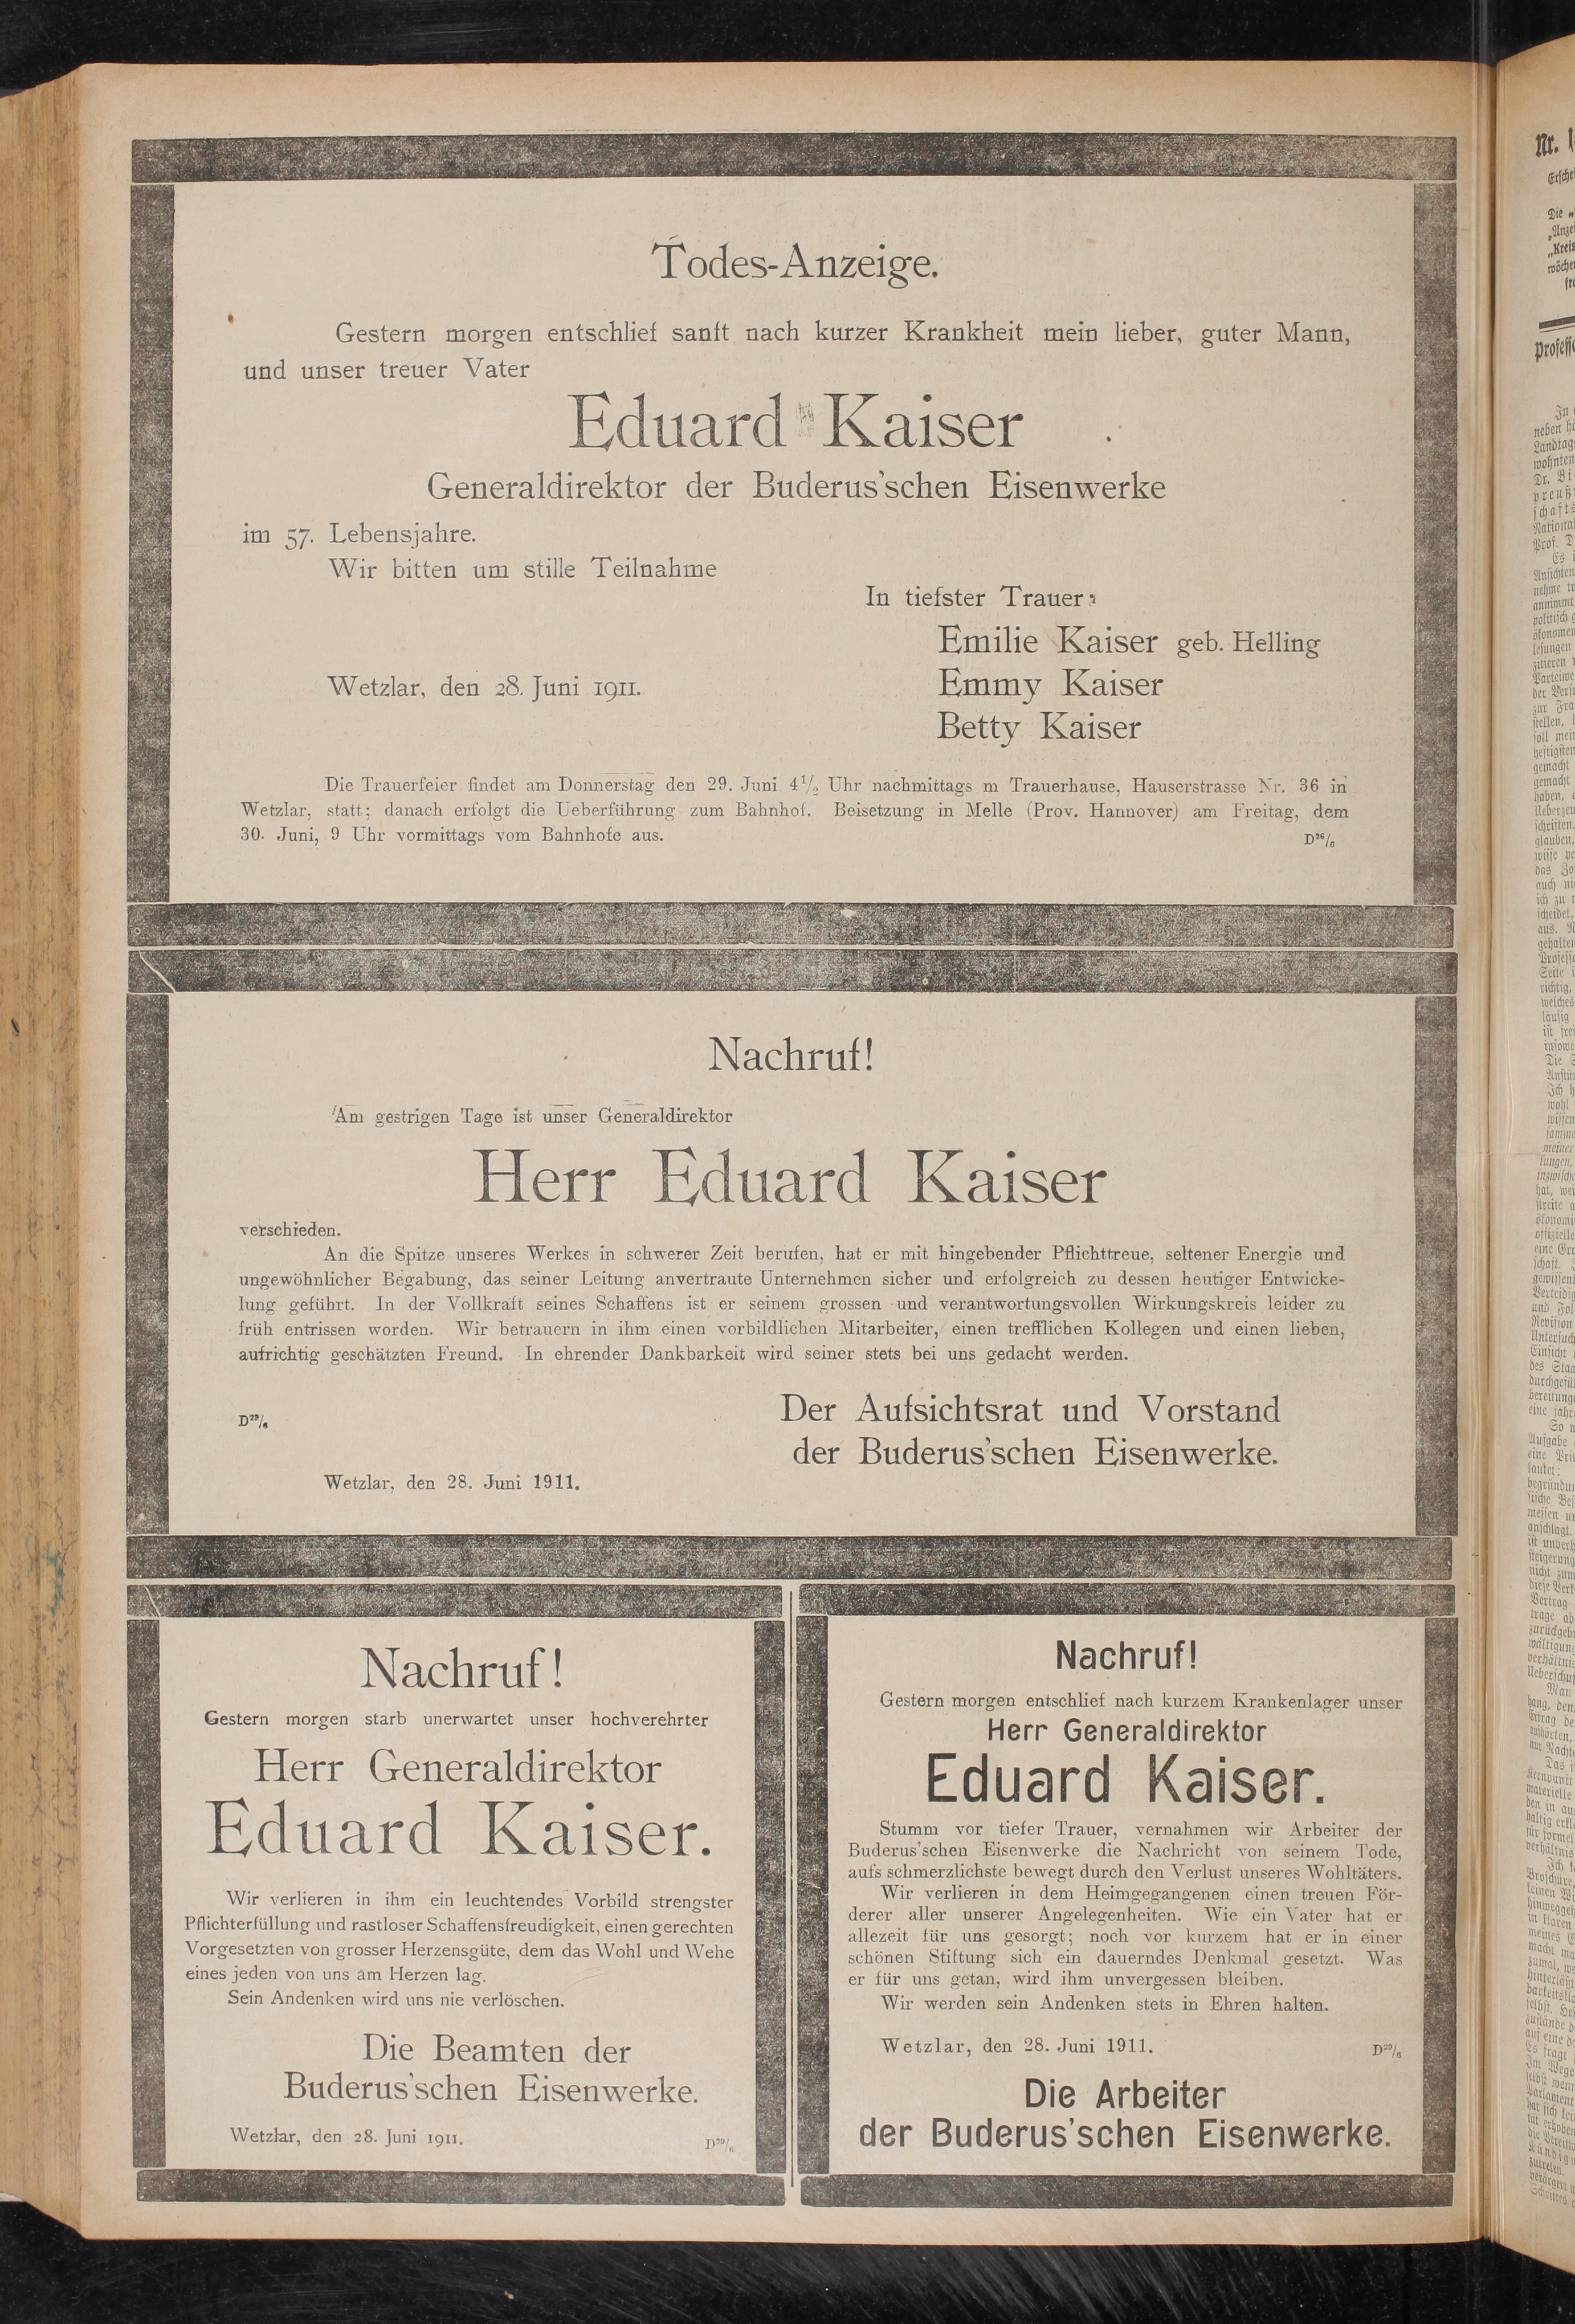 Todes-Anzeige.
Gestern morgen entschlief sanft nach kurzer Krankheit mein lieber, guter Mann,
und unser treuer Vater
Eduard Kaiser
Generaldirektor der Buderus'schen Eisenwerke
im 57. Lebensjahre.
Wir bitten um stille Teilnahme
In tiefster Trauer:
Emilie Kaiser geb. Helling
Wetzlar, den 28. Juni 1911.
Emmy Kaiser
Betty Kaiser
Die Trauerfeier findet am Donnerstag den 29. Juni 4½ Uhr nachmittags m Trauerhause, Hauserstrasse Nr. 36 in
Wetzlar, statt; danach erfolgt die Ueberführung zum Bahnhof. Beisetzung in Melle (Prov. Hannover) am Freitag, dem
30. Juni, 9 Uhr vormittags vom Bahnhofe aus.
Nachruf!
Am gestrigen Tage ist unser Generaldirektor
Herr Eduard Kaiser
verschieden.
An die Spitze unseres Werkes in schwerer Zeit berufen, hat er mit hingebender Pflichttreue, seltener Energie und
ungewöhnlicher Begabung, das seiner Leitung anvertraute Unternehmen sicher und erfolgreich zu dessen heutiger Entwicke-
lung geführt. In der Vollkraft seines Schaffens ist er seinem grossen und verantwortungsvollen Wirkungskreis leider zu
früh entrissen worden. Wir betrauern in ihm einen vorbildlichen Mitarbeiter, einen trefflichen Kollegen und einen lieben,
aufrichtig geschätzten Freund. In ehrender Dankbarkeit wird seiner stets bei uns gedacht werden.
Der Aufsichtsrat und Vorstand
D29/6
der Buderus'schen Eisenwerke.
Wetzlar, den 28. Juni 1911.
Nachruf!
Gestern morgen starb unerwartet unser hochverehrter
Herr Generaldirektor
Eduard Kaiser.
Wir verlieren in ihm ein leuchtendes Vorbild strengster
Pflichterfüllung und rastloser Schaffensfreudigkeit, einen gerechten
Vorgesetzten von grosser Herzensgüte, dem das Wohl und Wehe
eines jeden von uns am Herzen lag.
Sein Andenken wird uns nie verlöschen.
Die Beamten der
Buderus'schen Eisenwerke.
Wetzlar, den 28. Juni 1911.
Nachruf!
Gestern morgen entschlief nach kurzem Krankenlager unser
Herr Generaldirektor
Eduard Kaiser.
Stumm vor tiefer Trauer, vernahmen wir Arbeiter der
Buderus'schen Eisenwerke die Nachricht von seinem Tode,
aufs schmerzlichste bewegt durch den Verlust unseres Wohltäters.
Wir verlieren in dem Heimgegangenen einen treuen För-
derer aller unserer Angelegenheiten. Wie ein Vater hat er
allezeit für uns gesorgt; noch vor kurzem hat er in einer
schönen Stiftung sich ein dauerndes Denkmal gesetzt. Was
er für uns getan, wird ihm unvergessen bleiben.
Wir werden sein Andenken stets in Ehren halten.
Wetzlar, den 28. Juni 1911.
D29/6
Die Arbeiter
der Buderus'schen Eisenwerke.